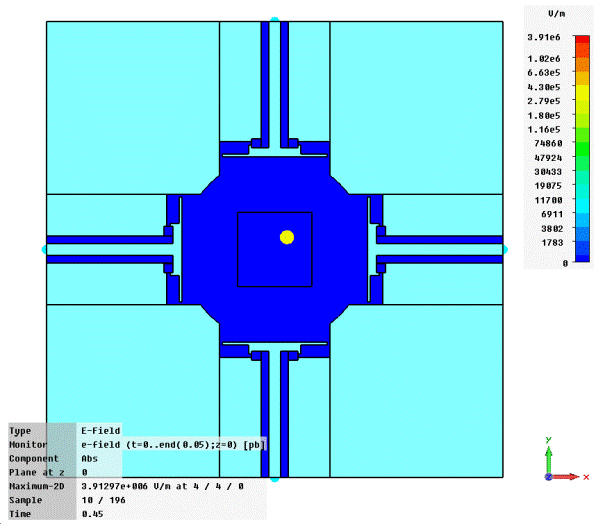 V/m
3.91e6
1.02e6
6.63e5
4.30e5
2.79e5
1.80e5
1.16e5
74860
47924
30433
19075
11700
6911
3802
1783
0
Type E-Field
Monitor e-field (t=0..end(0.05);z=0) [pb]
Component Abs
Plane at z 0
Maximum-2D 3.91297e+006 V/m at 4 / 4 / 0
Sample 10 / 196
Time 0.45
y
z
x